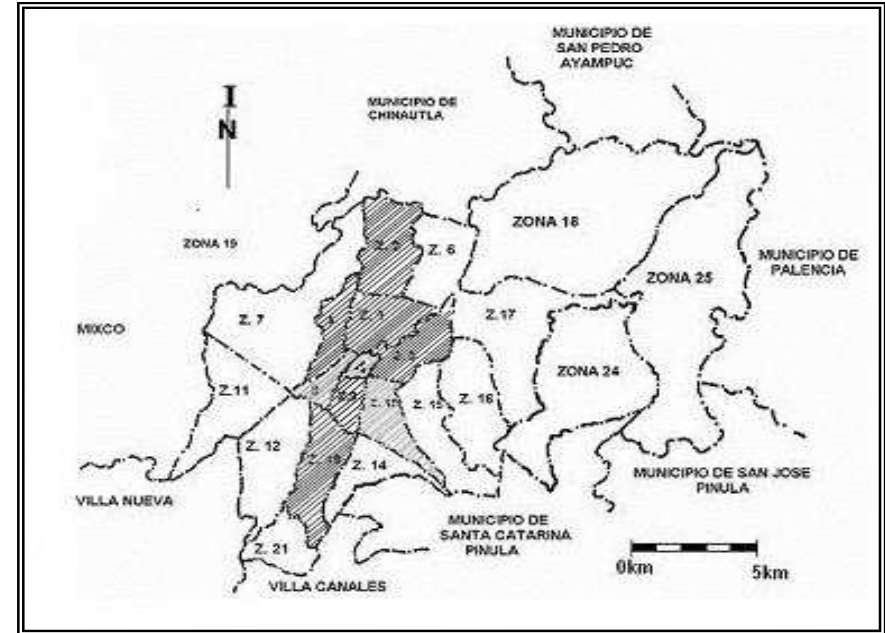 MUNICIPIO DE
SAN PEDRO
AYAMPUC
MUNICIPIO DE
CHINAUTLA
I
N
ZONA 18
ZONA 19
Z. 6
ZONA 25
MUNICIPIO DE
PALENCIA
Z. 7
Z. 1
Z. 17
MIXCO
ZONA 24
Z. 11
Z. 15
Z. 16
Z. 12
Z. 14
VILLA NUEVA
MUNICIPIO DE SAN JOSE
PINULA
MUNICIPIO DE
SANTA CATARINA
PINULA
Z. 21
VILLA CANALES
0km
5km